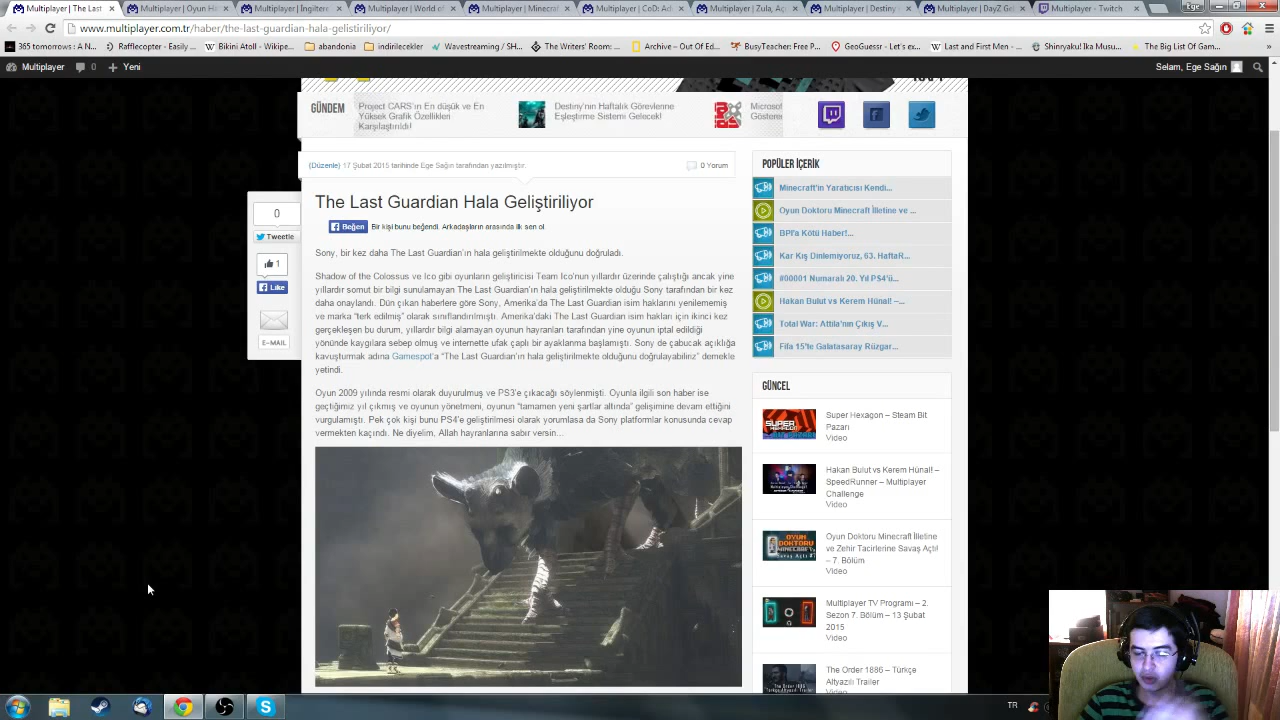 Multiplayer | The Last
Multiplayer | Oyun Hi
Multiplayer | İngiltere
Multiplayer | World of
Multiplayer | Minecraf
Multiplayer | CoD: Ad
Multiplayer | Zula, Açı
Multiplayer | Destiny'
Multiplayer | DayZ Gel
Multiplayer - Twitch
Ege
www.multiplayer.com.tr/haber/the-last-guardian-hala-gelistiriliyor/
365 tomorrows : A N...
Rafflecopter - Easily ...
Bikini Atoll - Wikipe...
abandonia
indirilecekler
Wavestreaming / SH...
The Writers' Room: ...
Archive – Out Of Ed...
BusyTeacher: Free P...
GeoGuessr - Let's ex...
Last and First Men - ...
Shinryaku! Ika Musu...
The Big List Of Gam...
Multiplayer
0
Yeni
Selam, Ege Sağın
GÜNDEM
Project CARS'ın En düşük ve En
Yüksek Grafik Özellikleri
Karşılaştırıldı!
Destiny'nin Haftalık Görevlerine
Eşleştirme Sistemi Gelecek!
Microsof
Göstere
(Düzenle) 17 Şubat 2015 tarihinde Ege Sağın tarafından yazılmıştır.
0 Yorum
The Last Guardian Hala Geliştiriliyor
Beğen Bir kişi bunu beğendi. Arkadaşların arasında ilk sen ol.
0
Tweetle
1
Like
E-MAIL
Sony, bir kez daha The Last Guardian'ın hala geliştirilmekte olduğunu doğruladı.
Shadow of the Colossus ve Ico gibi oyunların geliştiricisi Team Ico'nun yıllardır üzerinde çalıştığı ancak yine
yıllardır somut bir bilgi sunulamayan The Last Guardian'ın hala geliştirilmekte olduğu Sony tarafından bir kez
daha onaylandı. Dün çıkan haberlere göre Sony, Amerika'da The Last Guardian isim haklarını yenilememiş
ve marka "terk edilmiş" olarak sınıflandırılmıştı. Amerika'daki The Last Guardian isim hakları için ikinci kez
gerçekleşen bu durum, yıllardır bilgi alamayan oyunun hayranları tarafından yine oyunun iptal edildiği
yönünde kaygılara sebep olmuş ve internette ufak çaplı bir ayaklanma başlamıştı. Sony de çabucak açıklığa
kavuşturmak adına Gamespot'a "The Last Guardian'ın hala geliştirilmekte olduğunu doğrulayabiliriz" demekle
yetindi.
Oyun 2009 yılında resmi olarak duyurulmuş ve PS3'e çıkacağı söylenmişti. Oyunla ilgili son haber ise
geçtiğimiz yıl çıkmış ve oyunun yönetmeni, oyunun "tamamen yeni şartlar altında" gelişimine devam ettiğini
vurgulamıştı. Pek çok kişi bunu PS4'e geliştirilmesi olarak yorumlasa da Sony platformlar konusunda cevap
vermekten kaçındı. Ne diyelim, Allah hayranlarına sabır versin...
POPÜLER İÇERİK
Minecraft'in Yaratıcısı Kendi...
Oyun Doktoru Minecraft İlletine ve ...
BPI'a Kötü Haber!...
Kar Kış Dinlemiyoruz, 63. HaftaR...
#00001 Numaralı 20. Yıl PS4'ü...
Hakan Bulut vs Kerem Hünal! –...
Total War: Attila'nın Çıkış V...
Fifa 15'te Galatasaray Rüzgar...
GÜNCEL
Super Hexagon – Steam Bit
Pazarı
Video
Hakan Bulut vs Kerem Hünal! –
SpeedRunner – Multiplayer
Challenge
Video
Oyun Doktoru Minecraft İlletine
ve Zehir Tacirlerine Savaş Açtı!
– 7. Bölüm
Video
Multiplayer TV Programı – 2.
Sezon 7. Bölüm – 13 Şubat
2015
Video
The Order 1886 – Türkçe
Altyazılı Trailer
Video
TR